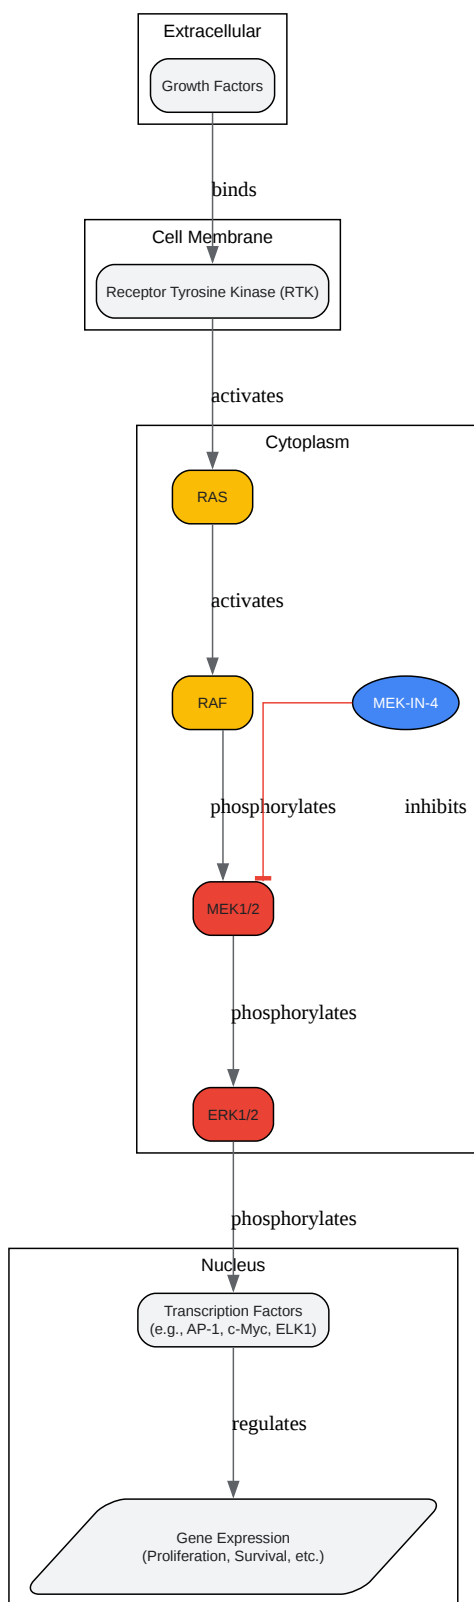 Extracellular
Growth Factors
binds
Cell Membrane
Receptor Tyrosine Kinase (RTK)
activates
Cytoplasm
RAS
activates
RAF
MEK-IN-4
phosphorylates
inhibits
MEK1/2
phosphorylates
ERK1/2
phosphorylates
Nucleus
Transcription Factors
(e.g., AP-1, c-Myc, ELK1)
regulates
Gene Expression
(Proliferation, Survival, etc.)